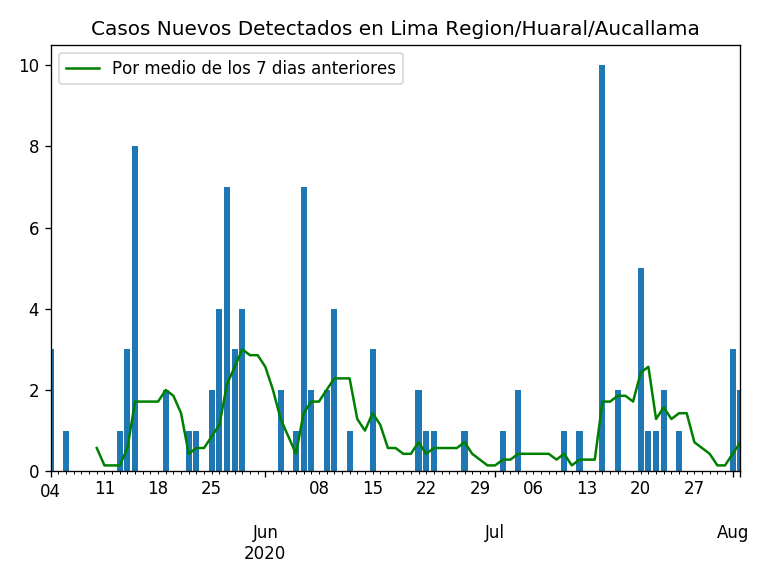 Casos Nuevos Detectados en Lima Region/Huaral/Aucallama
Por medio de los 7 dias anteriores
10
8
6
4
2
0
04 11 18 25 08 15 22 29 06 13 20 27
Jun Jul Aug
2020